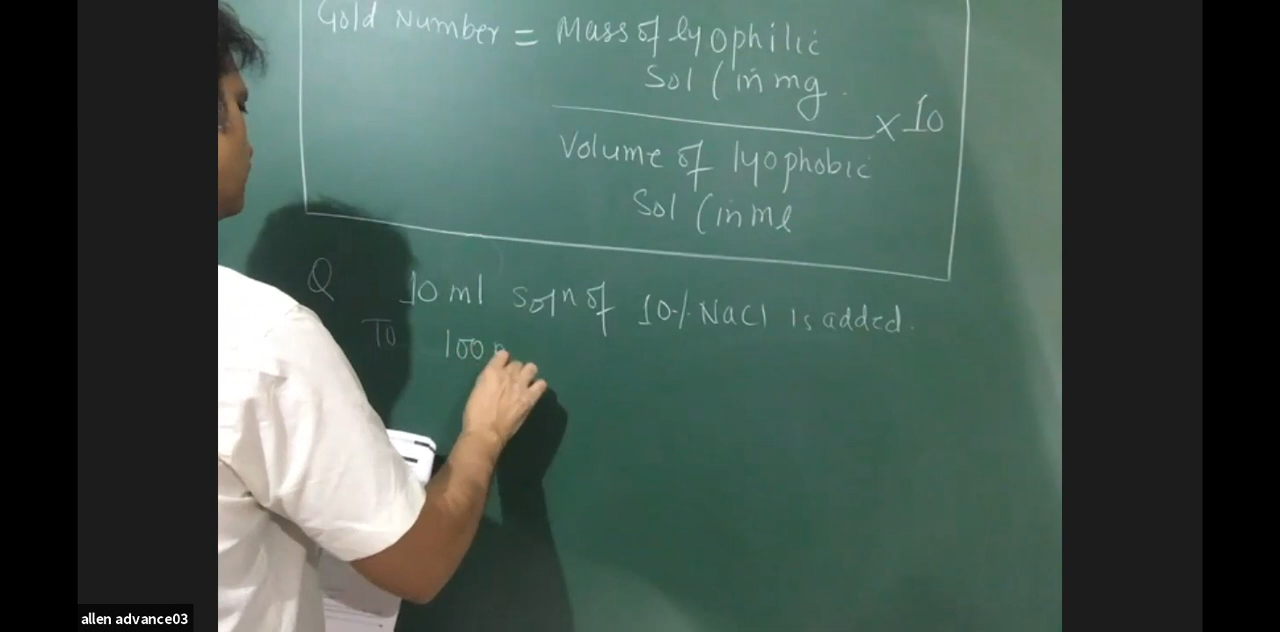 Gold Number = Mass of lyophilic
Sol (in mg.
× 10
Volume of lyophobic
Sol (in ml
Q 10 ml soln of 10% NaCl is added.
To 100 m
allen advance03